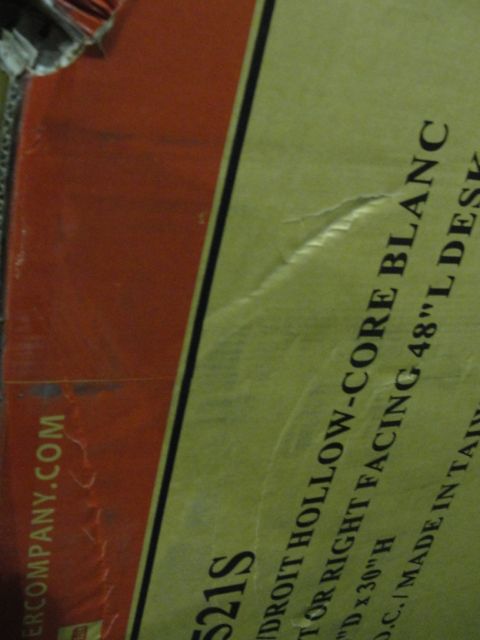 ERCOMPANY.COM
521S
/DROIT HOLLOW-CORE BLANC
T OR RIGHT FACING 48" L DESK
"D x 30" H
O.C. / MADE IN TAI